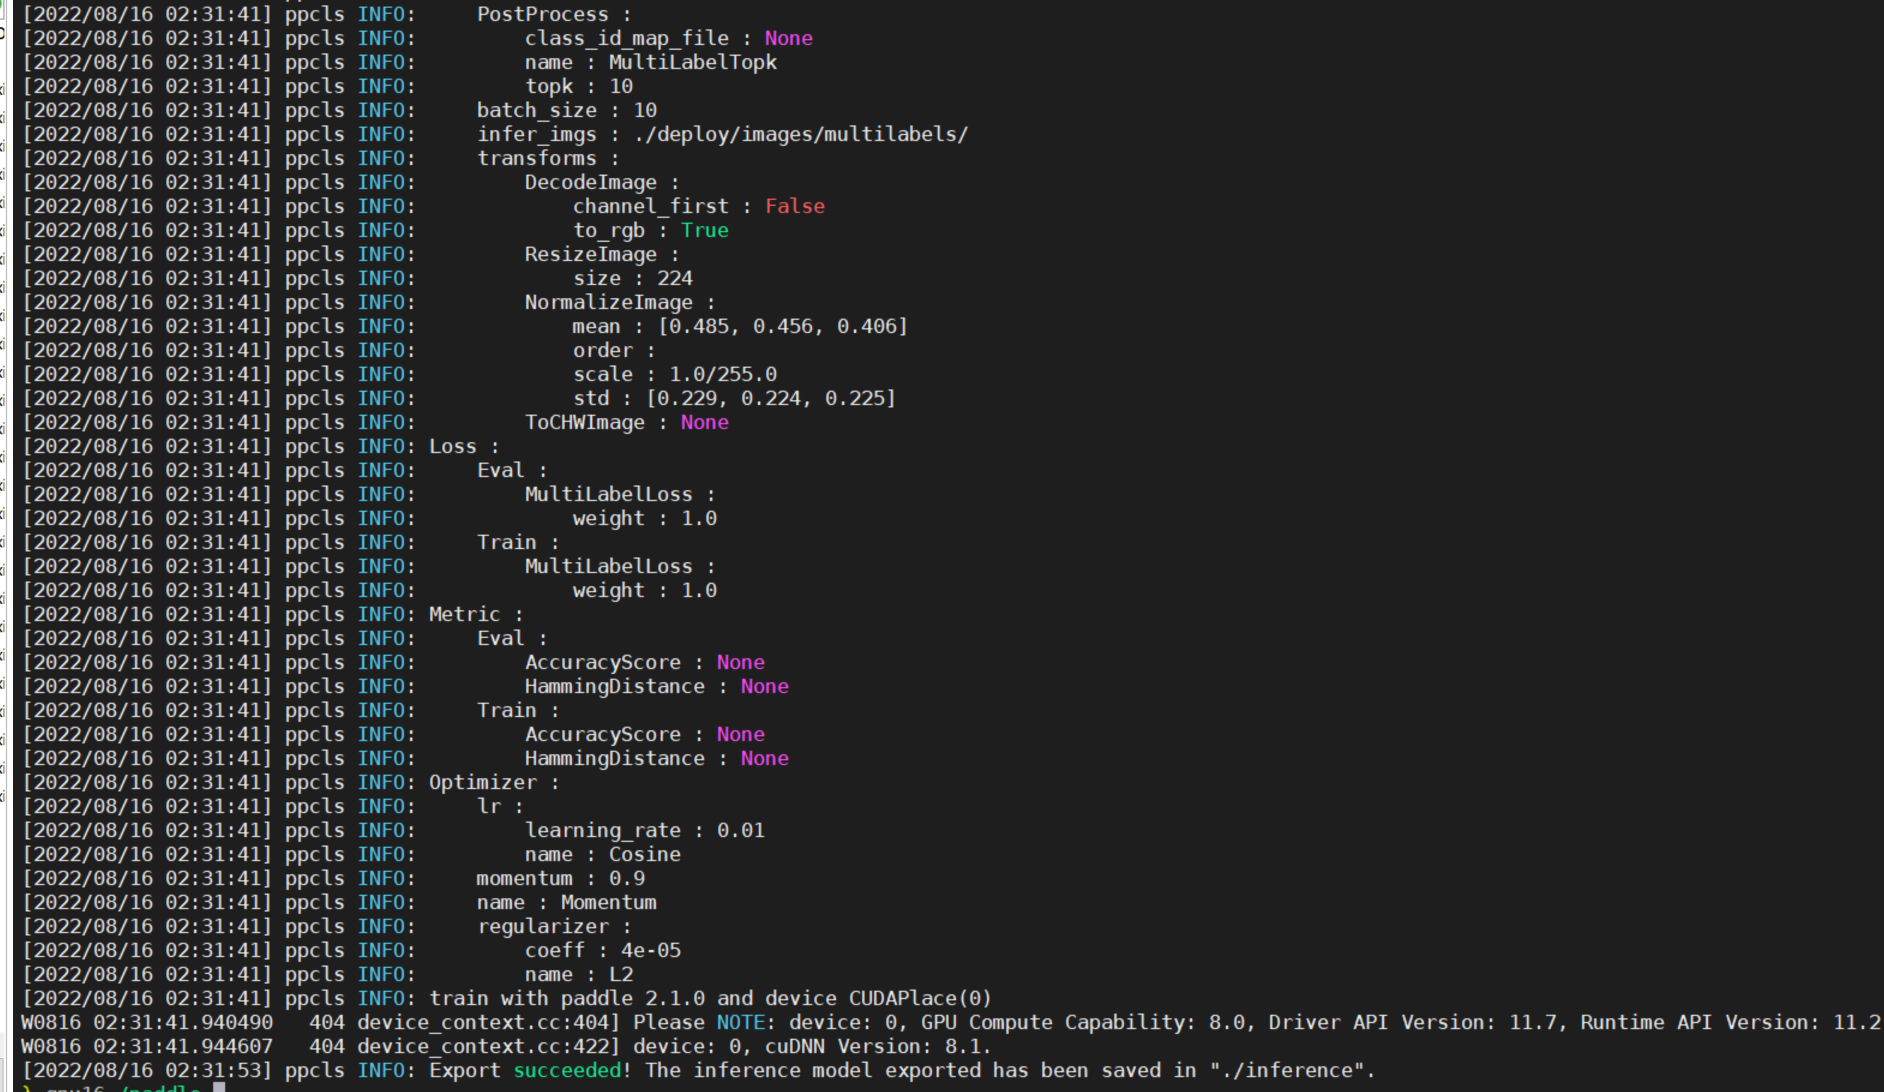 [2022/08/16 02:31:41] ppcls INFO:     PostProcess :
[2022/08/16 02:31:41] ppcls INFO:         class_id_map_file : None
[2022/08/16 02:31:41] ppcls INFO:         name : MultiLabelTopk
[2022/08/16 02:31:41] ppcls INFO:         topk : 10
[2022/08/16 02:31:41] ppcls INFO:     batch_size : 10
[2022/08/16 02:31:41] ppcls INFO:     infer_imgs : ./deploy/images/multilabels/
[2022/08/16 02:31:41] ppcls INFO:     transforms :
[2022/08/16 02:31:41] ppcls INFO:         DecodeImage :
[2022/08/16 02:31:41] ppcls INFO:             channel_first : False
[2022/08/16 02:31:41] ppcls INFO:             to_rgb : True
[2022/08/16 02:31:41] ppcls INFO:         ResizeImage :
[2022/08/16 02:31:41] ppcls INFO:             size : 224
[2022/08/16 02:31:41] ppcls INFO:         NormalizeImage :
[2022/08/16 02:31:41] ppcls INFO:             mean : [0.485, 0.456, 0.406]
[2022/08/16 02:31:41] ppcls INFO:             order :
[2022/08/16 02:31:41] ppcls INFO:             scale : 1.0/255.0
[2022/08/16 02:31:41] ppcls INFO:             std : [0.229, 0.224, 0.225]
[2022/08/16 02:31:41] ppcls INFO:         ToCHWImage : None
[2022/08/16 02:31:41] ppcls INFO: Loss :
[2022/08/16 02:31:41] ppcls INFO:     Eval :
[2022/08/16 02:31:41] ppcls INFO:         MultiLabelLoss :
[2022/08/16 02:31:41] ppcls INFO:             weight : 1.0
[2022/08/16 02:31:41] ppcls INFO:     Train :
[2022/08/16 02:31:41] ppcls INFO:         MultiLabelLoss :
[2022/08/16 02:31:41] ppcls INFO:             weight : 1.0
[2022/08/16 02:31:41] ppcls INFO: Metric :
[2022/08/16 02:31:41] ppcls INFO:     Eval :
[2022/08/16 02:31:41] ppcls INFO:         AccuracyScore : None
[2022/08/16 02:31:41] ppcls INFO:         HammingDistance : None
[2022/08/16 02:31:41] ppcls INFO:     Train :
[2022/08/16 02:31:41] ppcls INFO:         AccuracyScore : None
[2022/08/16 02:31:41] ppcls INFO:         HammingDistance : None
[2022/08/16 02:31:41] ppcls INFO: Optimizer :
[2022/08/16 02:31:41] ppcls INFO:     lr :
[2022/08/16 02:31:41] ppcls INFO:         learning_rate : 0.01
[2022/08/16 02:31:41] ppcls INFO:         name : Cosine
[2022/08/16 02:31:41] ppcls INFO:     momentum : 0.9
[2022/08/16 02:31:41] ppcls INFO:     name : Momentum
[2022/08/16 02:31:41] ppcls INFO:     regularizer :
[2022/08/16 02:31:41] ppcls INFO:         coeff : 4e-05
[2022/08/16 02:31:41] ppcls INFO:         name : L2
[2022/08/16 02:31:41] ppcls INFO: train with paddle 2.1.0 and device CUDAPlace(0)
W0816 02:31:41.940490   404 device_context.cc:404] Please NOTE: device: 0, GPU Compute Capability: 8.0, Driver API Version: 11.7, Runtime API Version: 11.2
W0816 02:31:41.944607   404 device_context.cc:422] device: 0, cuDNN Version: 8.1.
[2022/08/16 02:31:53] ppcls INFO: Export succeeded! The inference model exported has been saved in "./inference".